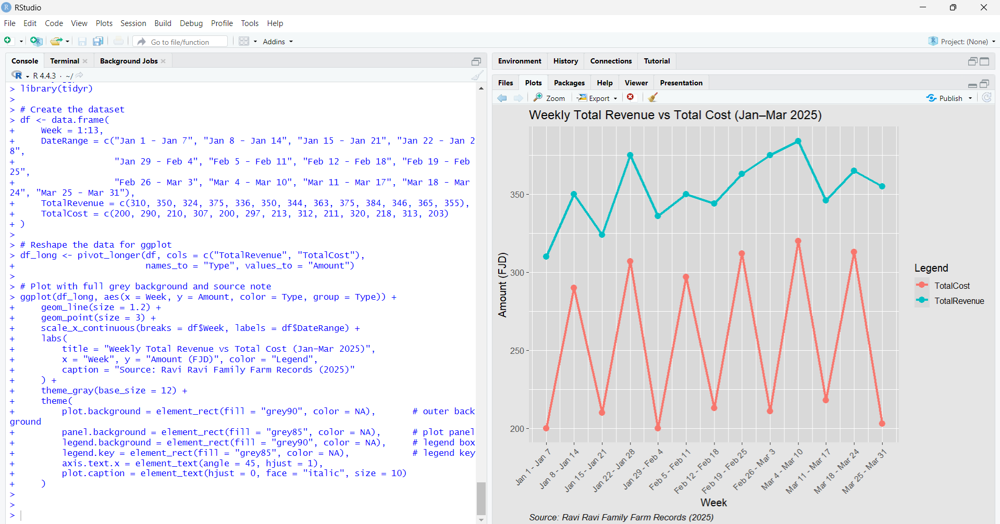 RStudio
File Edit Code View Plots Session Build Debug Profile Tools Help
Go to file/function Addins Project: (None)
Console Terminal Background Jobs
R 4.4.3 · ~/
> library(tidyr)
>
> # Create the dataset
> df <- data.frame(
+     Week = 1:13,
+     DateRange = c("Jan 1 - Jan 7", "Jan 8 - Jan 14", "Jan 15 - Jan 21", "Jan 22 - Jan 2
8",
+                   "Jan 29 - Feb 4", "Feb 5 - Feb 11", "Feb 12 - Feb 18", "Feb 19 - Feb
25",
+                   "Feb 26 - Mar 3", "Mar 4 - Mar 10", "Mar 11 - Mar 17", "Mar 18 - Mar
24", "Mar 25 - Mar 31"),
+     TotalRevenue = c(310, 350, 324, 375, 336, 350, 344, 363, 375, 384, 346, 365, 355),
+     TotalCost = c(200, 290, 210, 307, 200, 297, 213, 312, 211, 320, 218, 313, 203)
+ )
>
> # Reshape the data for ggplot
> df_long <- pivot_longer(df, cols = c("TotalRevenue", "TotalCost"),
+                         names_to = "Type", values_to = "Amount")
>
> # Plot with full grey background and source note
> ggplot(df_long, aes(x = Week, y = Amount, color = Type, group = Type)) +
+     geom_line(size = 1.2) +
+     geom_point(size = 3) +
+     scale_x_continuous(breaks = df$Week, labels = df$DateRange) +
+     labs(
+         title = "Weekly Total Revenue vs Total Cost (Jan–Mar 2025)",
+         x = "Week", y = "Amount (FJD)", color = "Legend",
+         caption = "Source: Ravi Ravi Family Farm Records (2025)"
+     ) +
+     theme_gray(base_size = 12) +
+     theme(
+         plot.background = element_rect(fill = "grey90", color = NA),       # outer back
ground
+         panel.background = element_rect(fill = "grey85", color = NA),      # plot panel
+         legend.background = element_rect(fill = "grey90", color = NA),     # legend box
+         legend.key = element_rect(fill = "grey85", color = NA),            # legend key
+         axis.text.x = element_text(angle = 45, hjust = 1),
+         plot.caption = element_text(hjust = 0, face = "italic", size = 10)
+     )
>
>
>
Environment History Connections Tutorial
Files Plots Packages Help Viewer Presentation
Zoom Export Publish
Weekly Total Revenue vs Total Cost (Jan–Mar 2025)
Amount (FJD)
350
300
250
200
Jan 1 - Jan 7
Jan 8 - Jan 14
Jan 15 - Jan 21
Jan 22 - Jan 28
Jan 29 - Feb 4
Feb 5 - Feb 11
Feb 12 - Feb 18
Feb 19 - Feb 25
Feb 26 - Mar 3
Mar 4 - Mar 10
Mar 11 - Mar 17
Mar 18 - Mar 24
Mar 25 - Mar 31
Week
Legend
TotalCost
TotalRevenue
Source: Ravi Ravi Family Farm Records (2025)